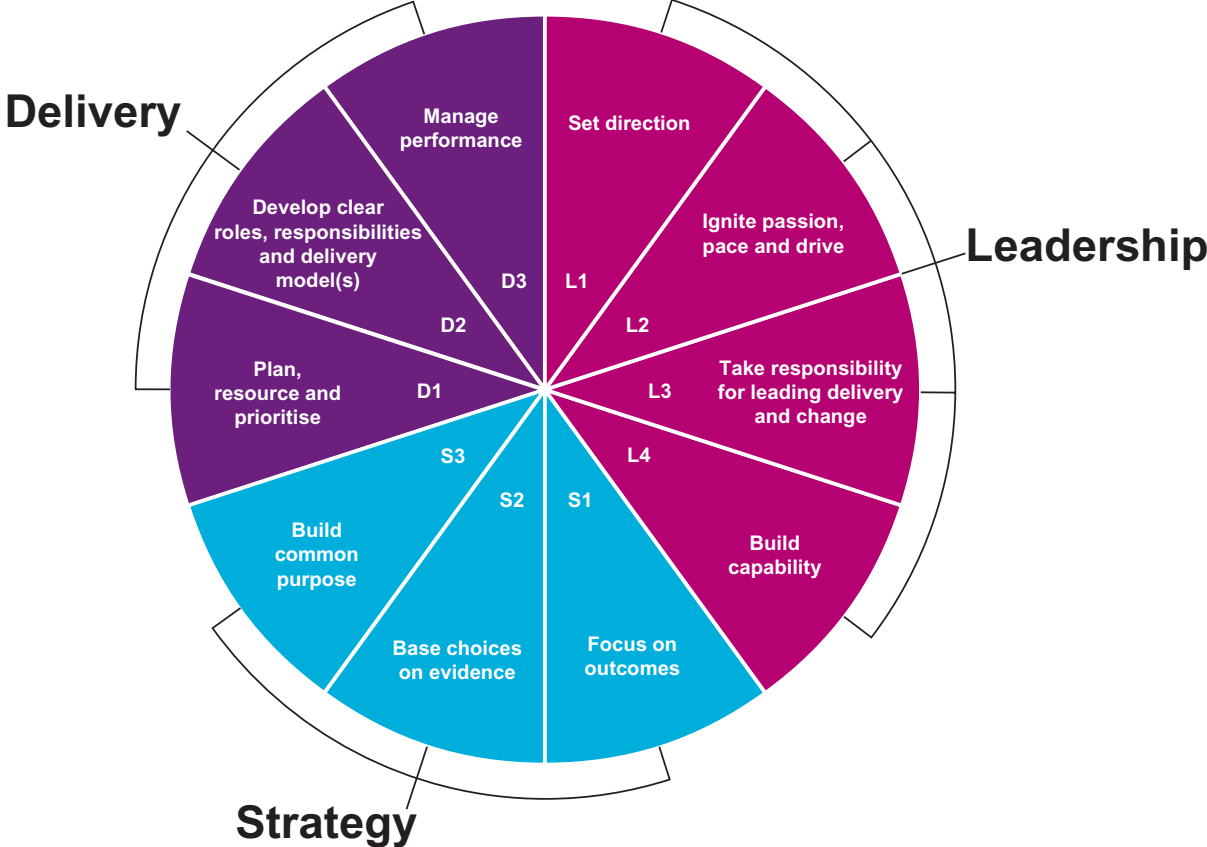 Delivery
Manage
performance
Set direction
Develop clear
roles, responsibilities
and delivery
model(s)
Ignite passion,
pace and drive
Leadership
D3
L1
D2
L2
Plan,
resource and
prioritise
D1
L3
Take responsibility
for leading delivery
and change
S3
L4
S2
S1
Build
common
purpose
Build
capability
Base choices
on evidence
Focus on
outcomes
Strategy